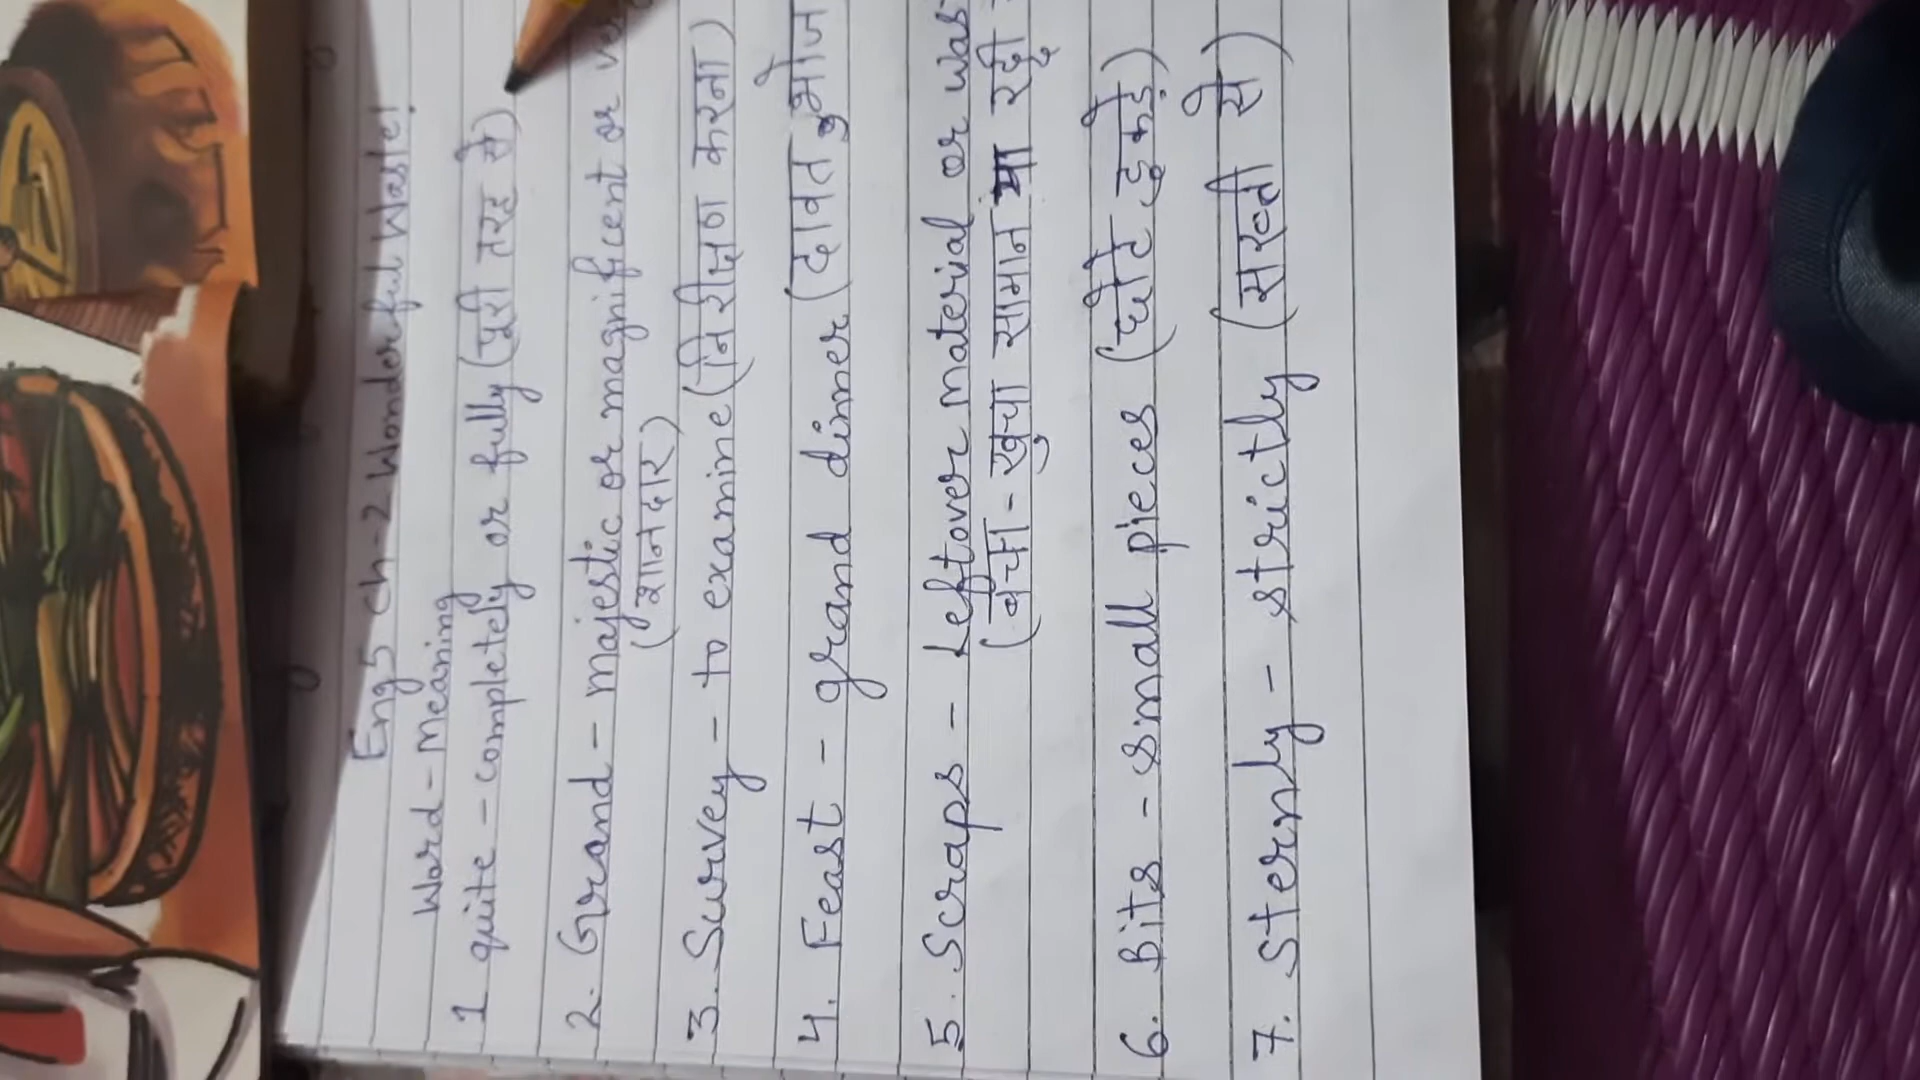 Eng 5 Ch-2 Wonderful Waste!
Word-Meaning
1 quite - completely or fully (पूरी तरह से)
2. Grand - majestic or magnificent or
(शानदार)
3. Survey - to examine (निरीक्षण करना)
4. Feast - grand dinner (दावत, भोज
5. Scraps - Leftover material or was
(बचा-खुचा सामान या रद्दी
6. Bits - small pieces (छोटे टुकड़े)
7. sternly - strictly (सख्ती से)